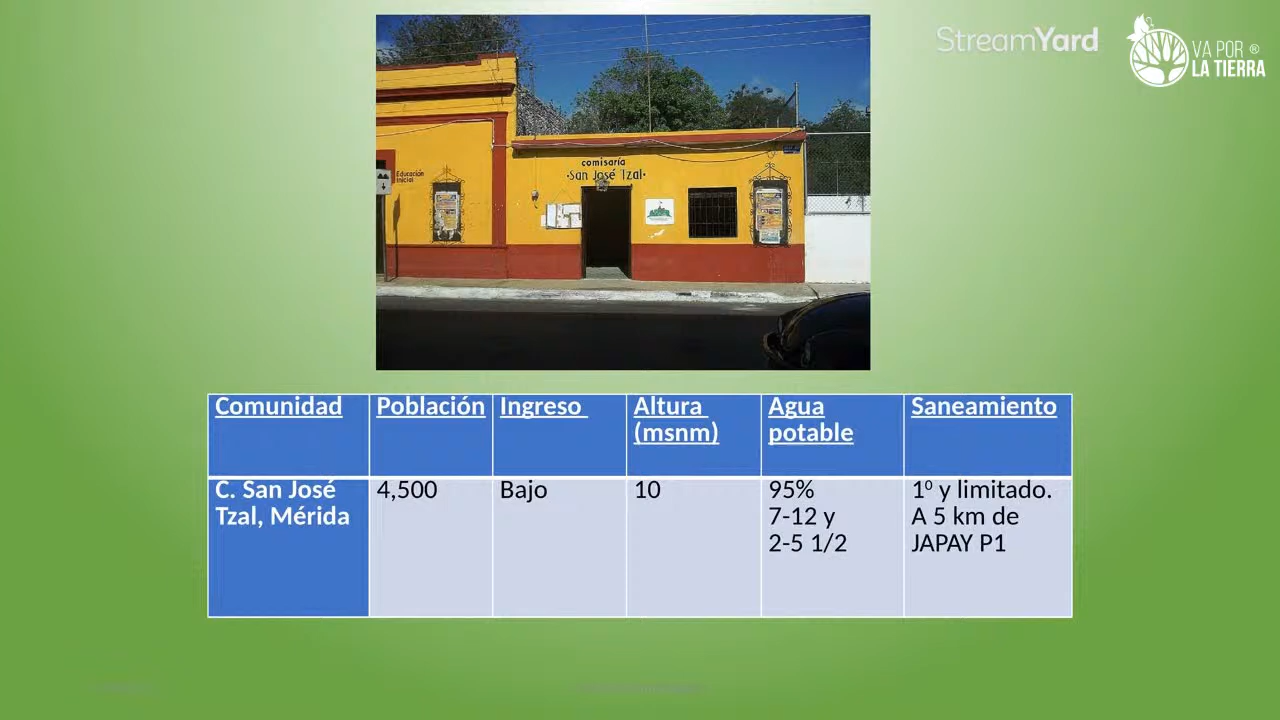 StreamYard
VA POR ®
LA TIERRA
Educación
Inicial
comisaría
·San José Tzal·
Comunidad
Población
Ingreso
Altura
(msnm)
Agua
potable
Saneamiento
C. San José
Tzal, Mérida
4,500
Bajo
10
95%
7-12 y
2-5 1/2
1º y limitado.
A 5 km de
JAPAY P1